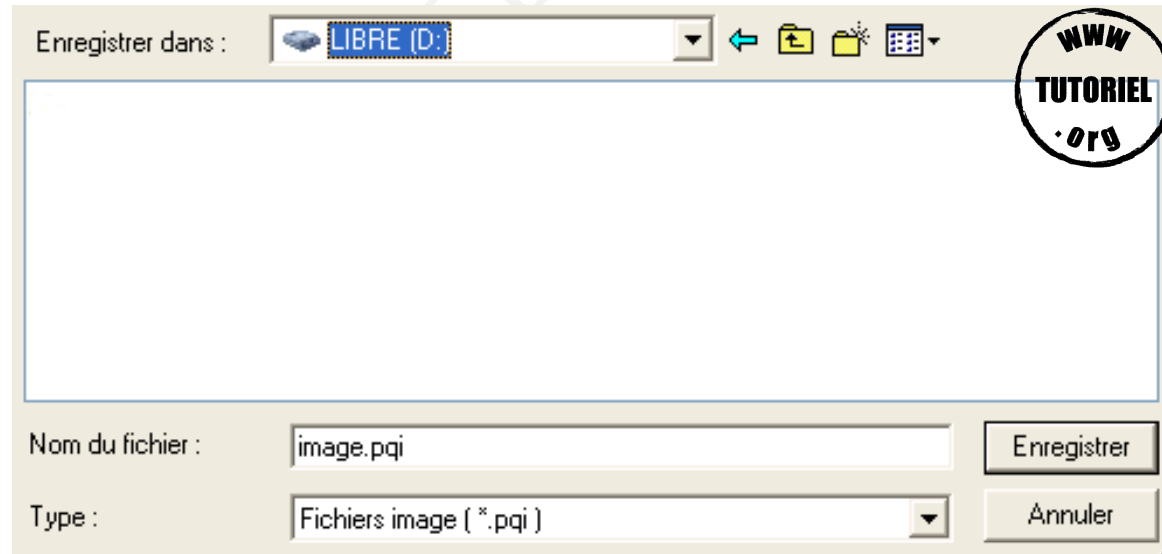 Enregistrer dans :
LIBRE (D:)
WWW
TUTORIEL
.org
Nom du fichier :
image.pqi
Enregistrer
Type :
Fichiers image ( *.pqi )
Annuler